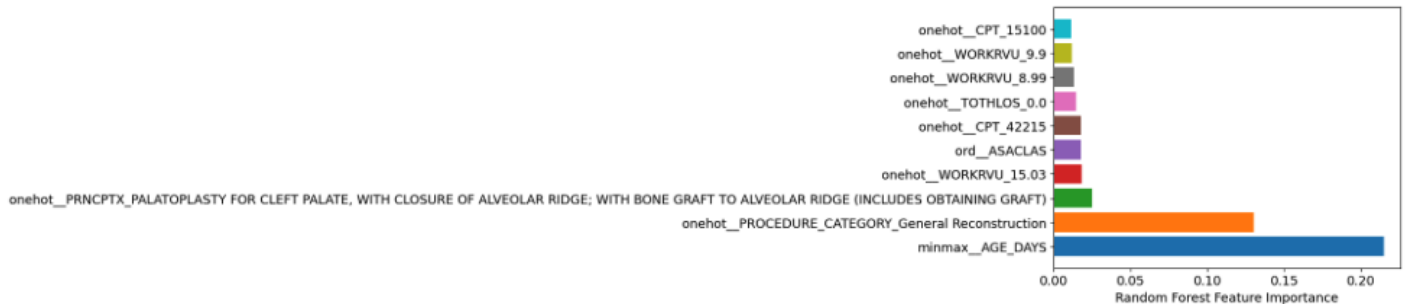 onehot__CPT_15100
onehot__WORKRVU_9.9
onehot__WORKRVU_8.99
onehot__TOTHLOS_0.0
onehot__CPT_42215
ord__ASACLAS
onehot__WORKRVU_15.03
onehot__PRNCPTX_PALATOPLASTY FOR CLEFT PALATE, WITH CLOSURE OF ALVEOLAR RIDGE; WITH BONE GRAFT TO ALVEOLAR RIDGE (INCLUDES OBTAINING GRAFT)
onehot__PROCEDURE_CATEGORY_General Reconstruction
minmax__AGE_DAYS
0.00 0.05 0.10 0.15 0.20
Random Forest Feature Importance